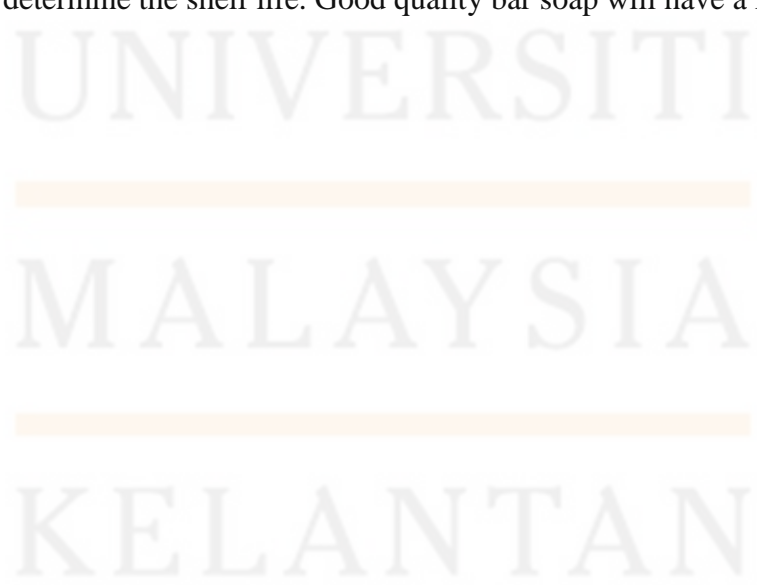 determine the shelf life. Good quality bar soap will have a
UNIVERSITI
MALAYSIA
KELANTAN